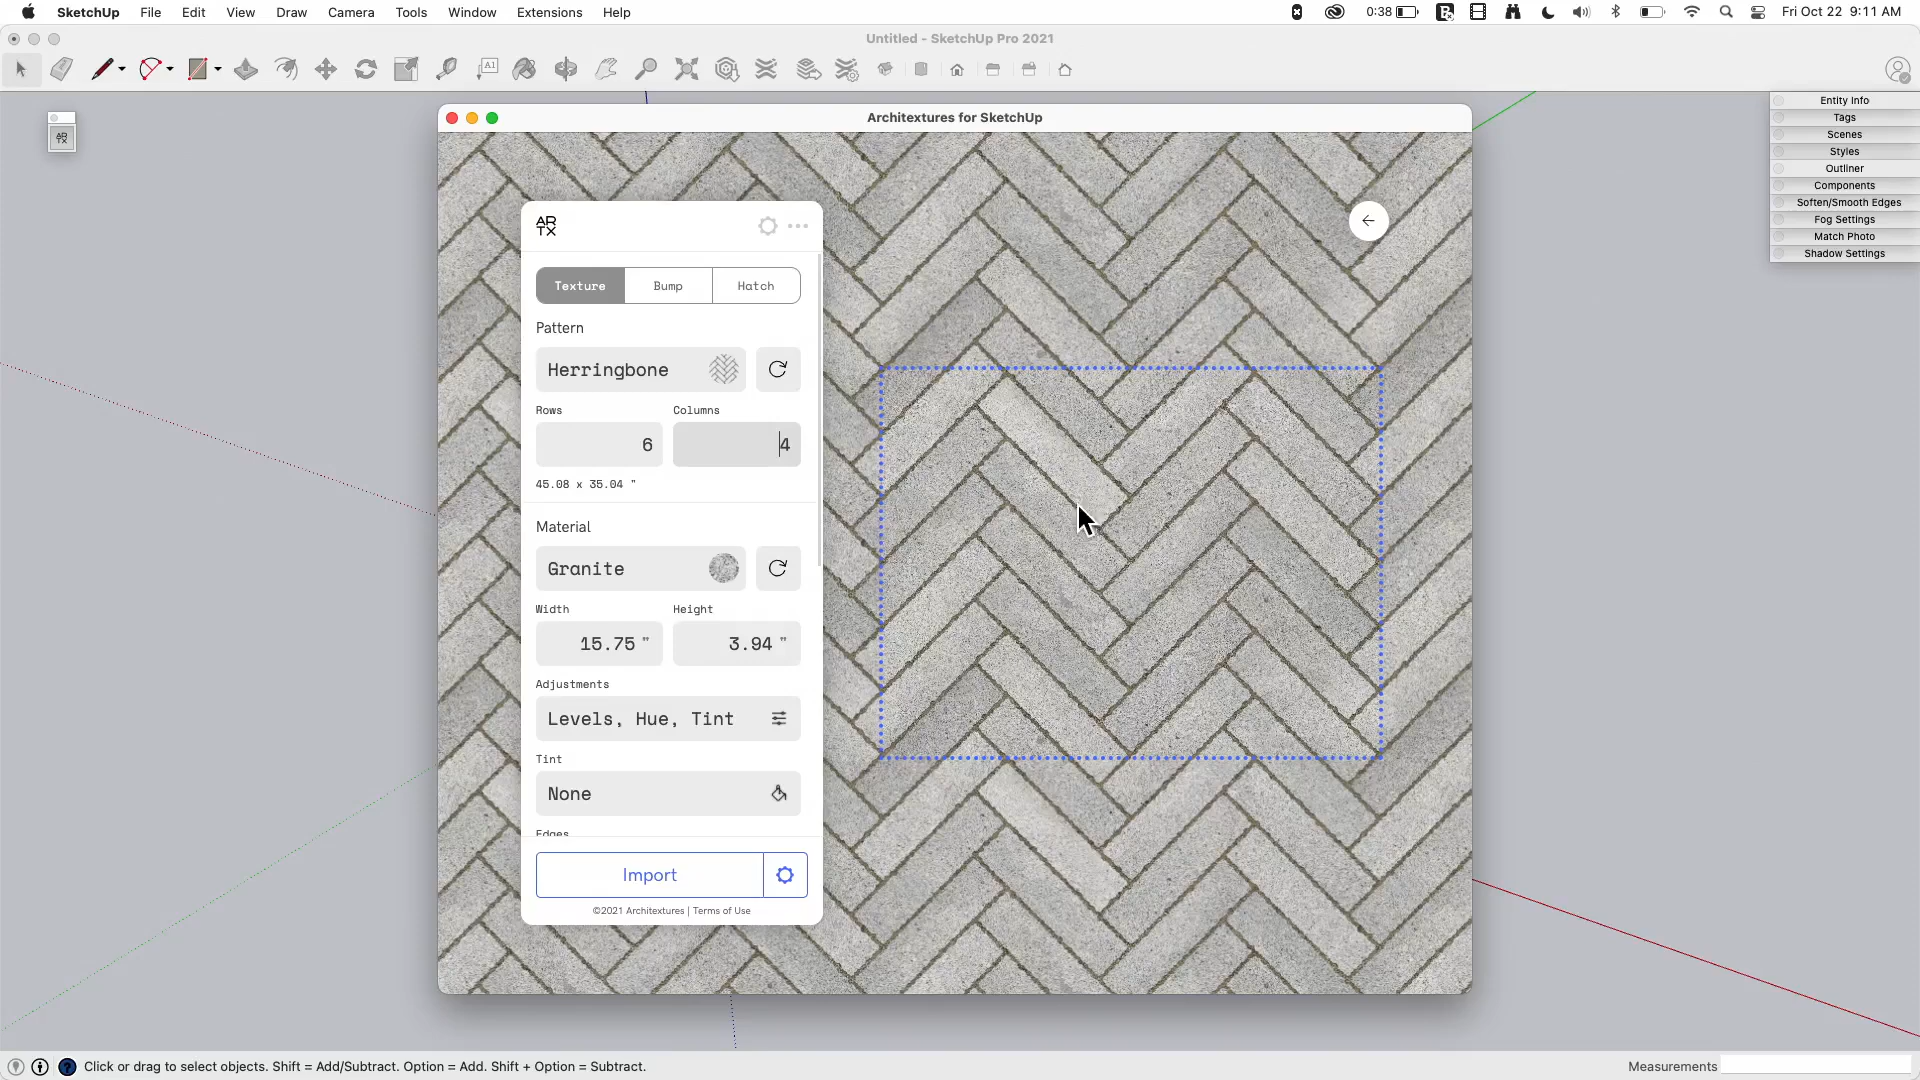 SketchUp File Edit View Draw Camera Tools Window Extensions Help 0:38 Fri Oct 22 9:11 AM
Untitled - SketchUp Pro 2021
A1
AR
TX
Architextures for SketchUp
Entity Info
Tags
Scenes
Styles
Outliner
Components
Soften/Smooth Edges
Fog Settings
Match Photo
Shadow Settings
AR
TX
Texture Bump Hatch
Pattern
Herringbone
Rows Columns
6 4
45.08 x 35.04 "
Material
Granite
Width Height
15.75 " 3.94 "
Adjustments
Levels, Hue, Tint
Tint
None
Edges
Import
©2021 Architextures | Terms of Use
Click or drag to select objects. Shift = Add/Subtract. Option = Add. Shift + Option = Subtract.
Measurements